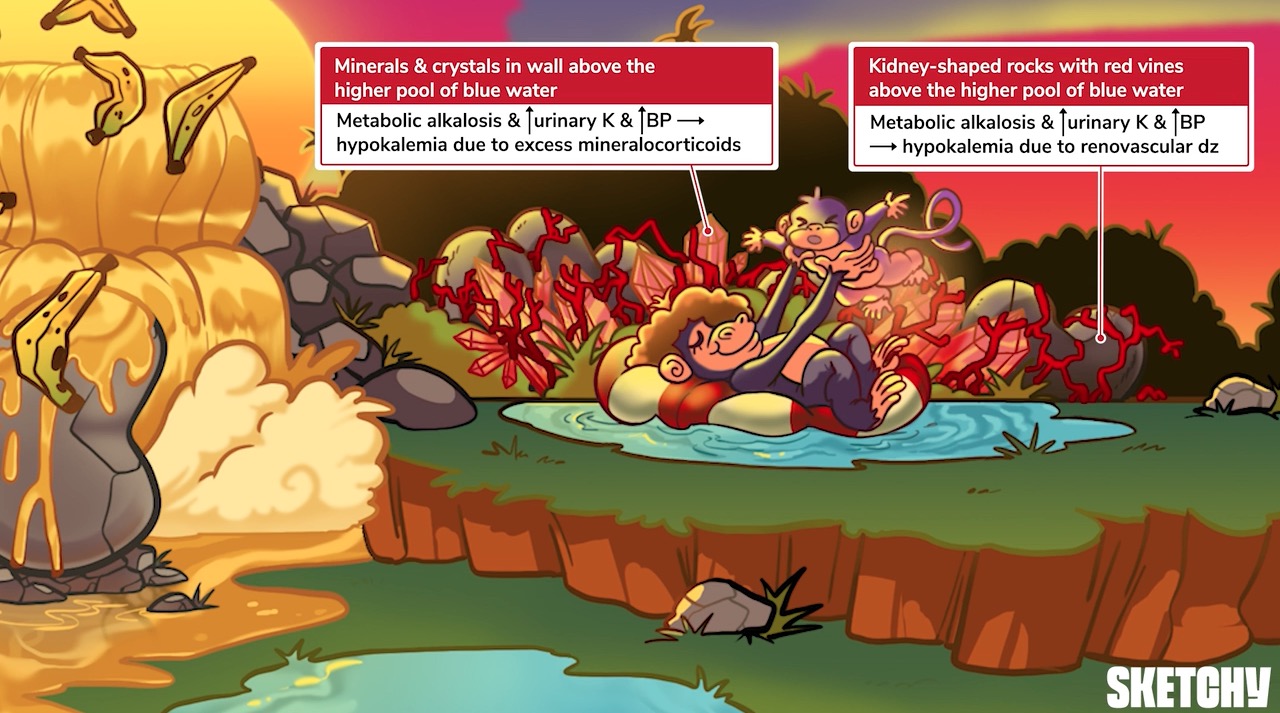 Minerals & crystals in wall above the
higher pool of blue water
Metabolic alkalosis & ↑urinary K & ↑BP →
hypokalemia due to excess mineralocorticoids
Kidney-shaped rocks with red vines
above the higher pool of blue water
Metabolic alkalosis & ↑urinary K & ↑BP
→ hypokalemia due to renovascular dz
SKETCHY